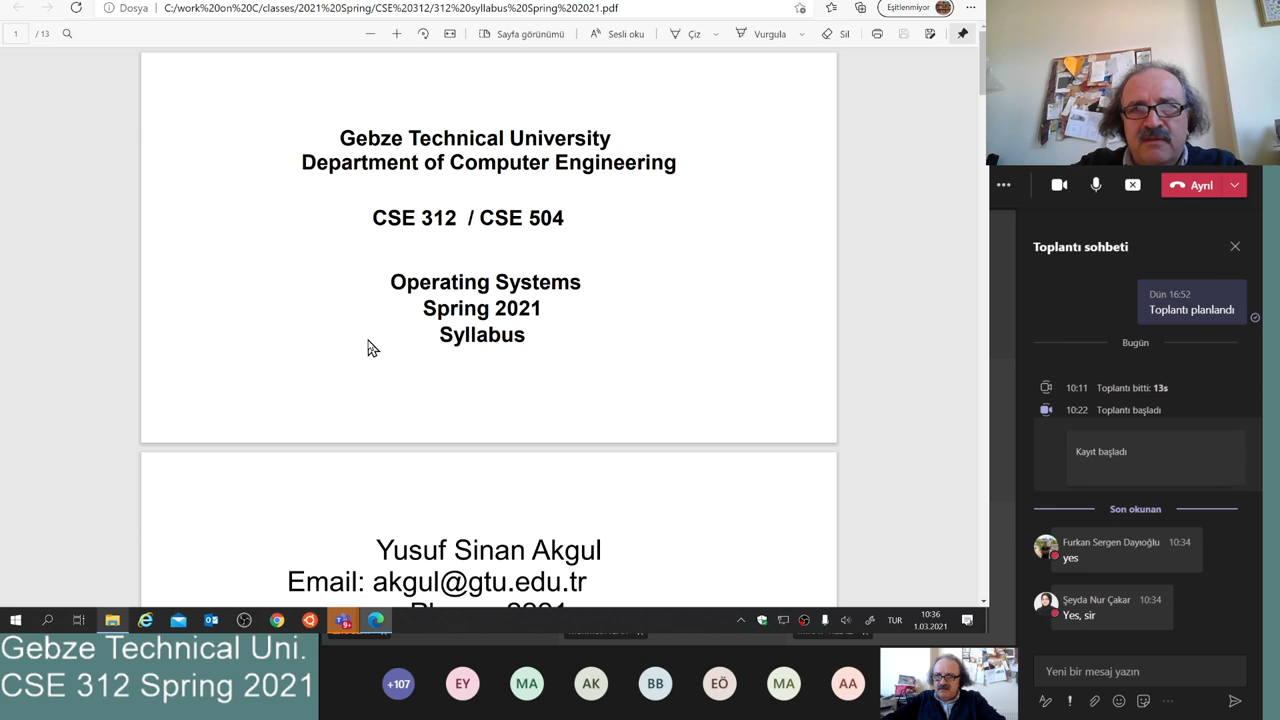 Dosya
C:/work%20on%20C/classes/2021%20Spring/CSE%20312/312%20syllabus%20Spring%202021.pdf
Eşitlenmiyor
1 / 13
Sayfa görünümü
Sesli oku
Çiz
Vurgula
Sil
Gebze Technical University
Department of Computer Engineering
CSE 312 / CSE 504
Operating Systems
Spring 2021
Syllabus
Yusuf Sinan Akgul
Email: akgul@gtu.edu.tr
Ayrıl
Toplantı sohbeti
Dün 16:52
Toplantı planlandı
Bugün
10:11 Toplantı bitti: 13s
10:22 Toplantı başladı
Kayıt başladı
Son okunan
Furkan Sergen Dayıoğlu 10:34
yes
Şeyda Nur Çakar 10:34
Yes, sir
Yeni bir mesaj yazın
9+
TUR
10:36
1.03.2021
Gebze Technical Uni.
CSE 312 Spring 2021
+107
EY
MA
AK
BB
EÖ
MA
AA